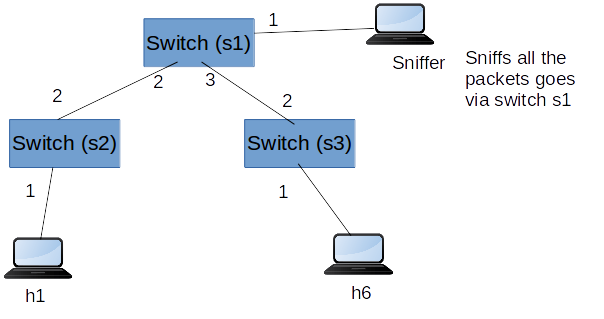 1
Switch (s1)
Sniffer
Sniffs all the
packets goes
via switch s1
2
3
2
2
Switch (s2)
Switch (s3)
1
1
h1
h6